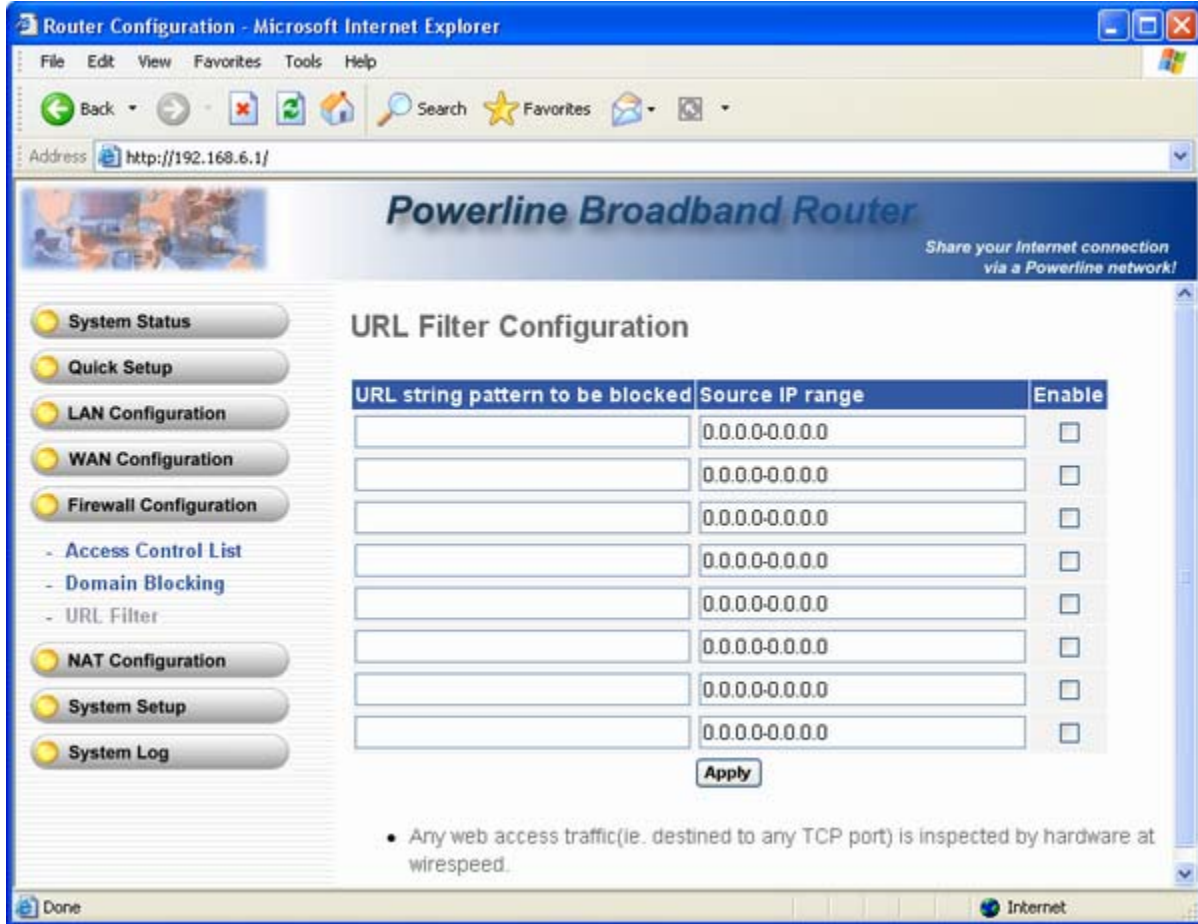 Router Configuration - Microsoft Internet Explorer
File Edit View Favorites Tools Help
Back Search Favorites
Address http://192.168.6.1/
Powerline Broadband Router
Share your Internet connection
via a Powerline network!
System Status
Quick Setup
LAN Configuration
WAN Configuration
Firewall Configuration
- Access Control List
- Domain Blocking
- URL Filter
NAT Configuration
System Setup
System Log
URL Filter Configuration
URL string pattern to be blocked Source IP range Enable
0.0.0.0-0.0.0.0
0.0.0.0-0.0.0.0
0.0.0.0-0.0.0.0
0.0.0.0-0.0.0.0
0.0.0.0-0.0.0.0
0.0.0.0-0.0.0.0
0.0.0.0-0.0.0.0
0.0.0.0-0.0.0.0
Apply
• Any web access traffic(ie. destined to any TCP port) is inspected by hardware at
wirespeed.
Done Internet